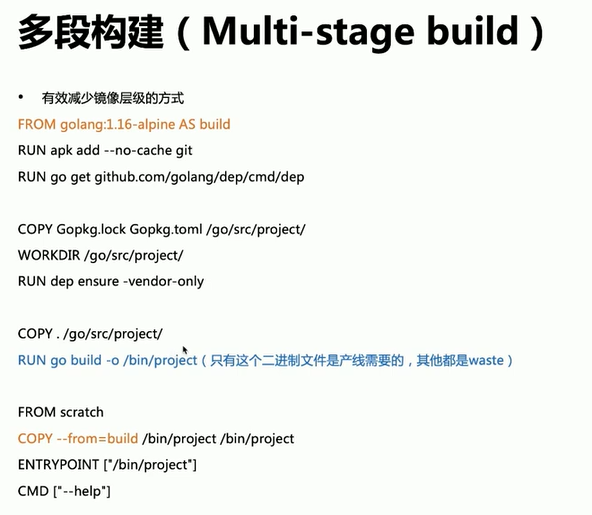 多段构建（Multi-stage build）
• 有效减少镜像层级的方式
FROM golang:1.16-alpine AS build
RUN apk add --no-cache git
RUN go get github.com/golang/dep/cmd/dep
COPY Gopkg.lock Gopkg.toml /go/src/project/
WORKDIR /go/src/project/
RUN dep ensure -vendor-only
COPY . /go/src/project/
RUN go build -o /bin/project（只有这个二进制文件是产线需要的，其他都是waste）
FROM scratch
COPY --from=build /bin/project /bin/project
ENTRYPOINT ["/bin/project"]
CMD ["--help"]